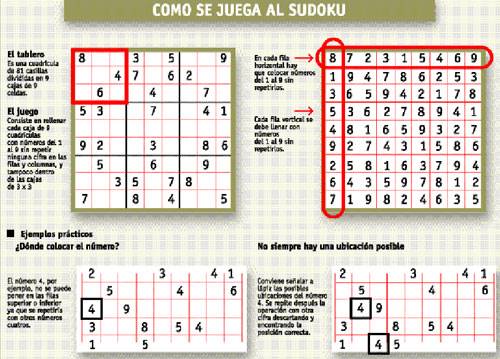 COMO SE JUEGA AL SUDOKU
El tablero
Es una cuadrícula
de 81 casillas
divididas en 9
cajas de 9
celdas.
El juego
Consiste en rellenar
cada caja de 9
cuadrículas
con números del 1
al 9 sin repetir
ninguna cifra en las
filas y columnas, y
tampoco dentro
de las cajas
de 3 x 3
8 3 5 9
4 7 6 2
6 4 7
5 3 7 4 1
9 2 3 8 6
5 6 9
3 5 7 8
7 8 4 5
En cada fila
horizontal hay
que colocar números
del 1 al 9 sin
repetirlos.
Cada fila vertical se
debe llenar con
números
del 1 al 9 sin
repetirlos.
8 7 2 3 1 5 4 6 9
1 9 4 7 8 6 2 5 3
3 6 5 9 4 2 1 7 8
5 3 6 2 7 8 9 4 1
4 8 1 6 5 9 3 2 7
9 2 7 4 3 1 5 8 6
2 5 8 1 6 3 7 9 4
6 4 3 5 9 7 8 1 2
7 1 9 8 2 4 6 3 5
Ejemplos prácticos
¿Dónde colocar el número?
El número 4, por
ejemplo, no se puede
poner en las filas
superior o inferior
ya que se repetiría
con otros números
cuatros.
2 3 4 1
5 4 6
4 9
3 8 5 4
1 5
No siempre hay una ubicación posible
Conviene señalar a
lápiz las posibles
ubicaciones del número
4. Se repite después la
operación con otra
cifra descartando y
encontrando la
posición correcta.
2 3 4 1
5 4 6
4 9
3 8 5 4
1 4 5